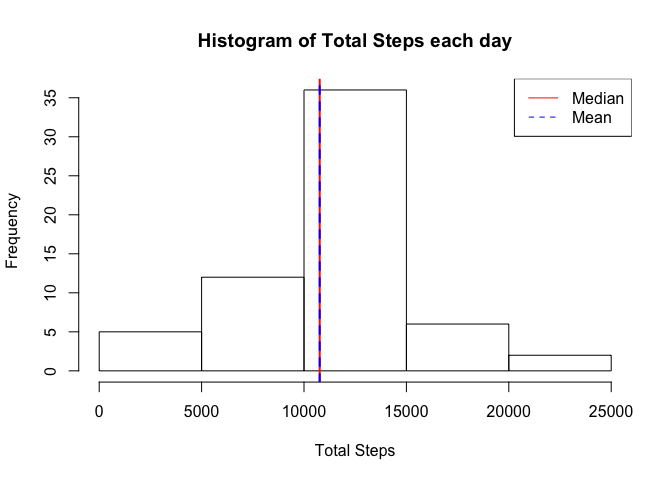 Histogram of Total Steps each day
Median
Mean
Frequency
35
30
25
20
15
10
5
0
0 5000 10000 15000 20000 25000
Total Steps